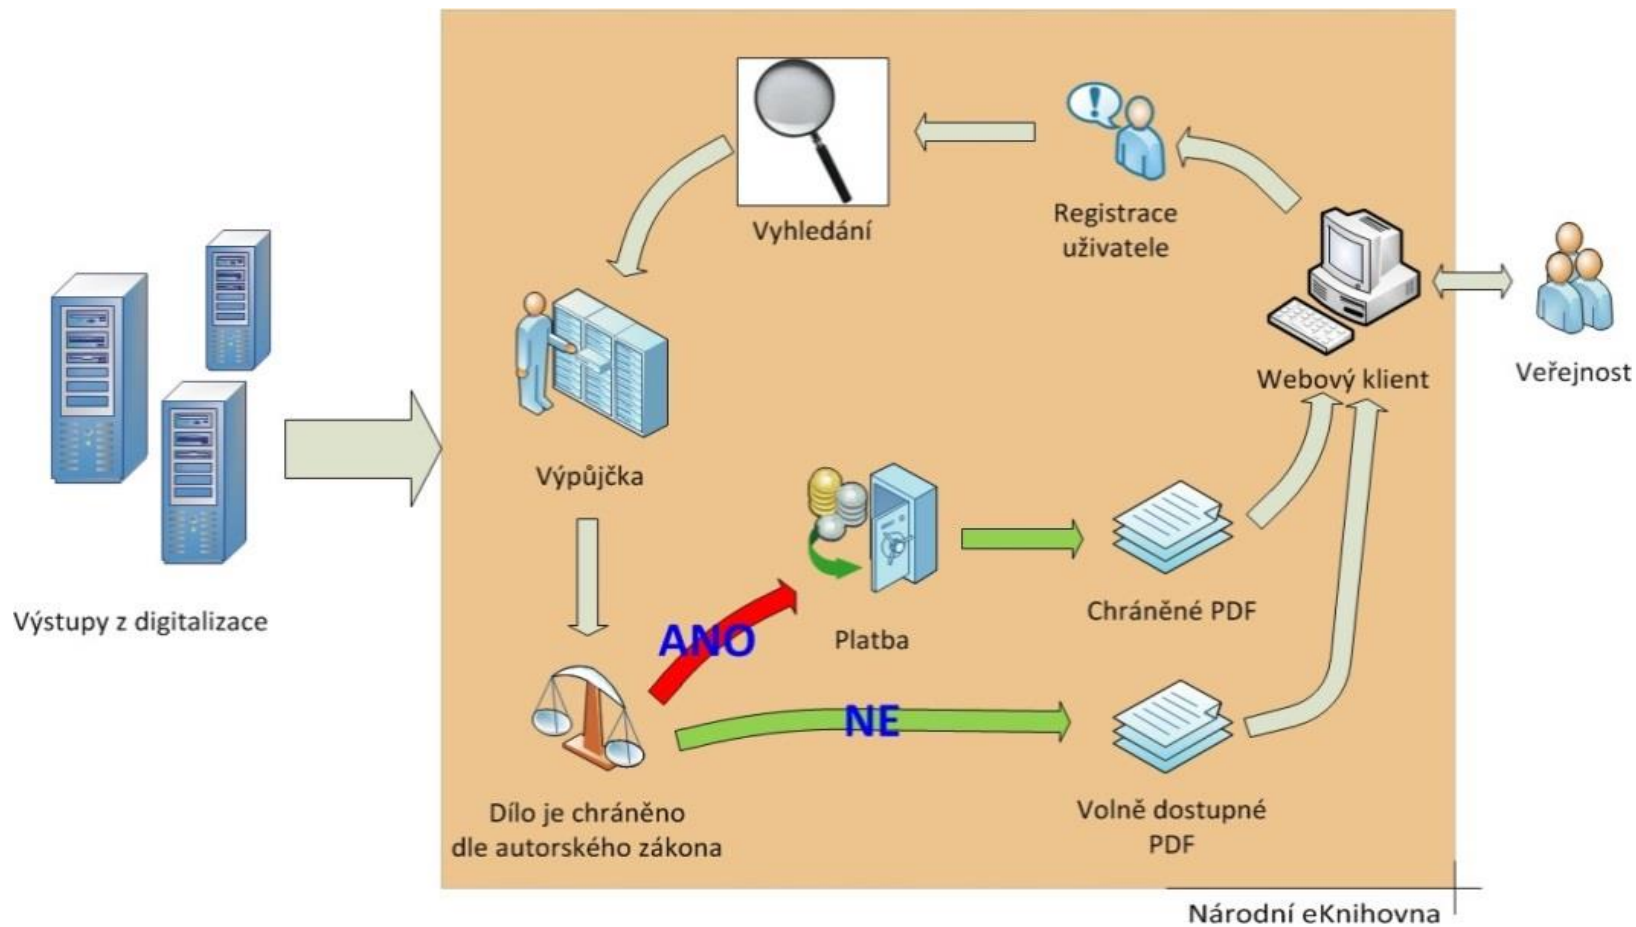 Vyhledání
Registrace
uživatele
Webový klient
Veřejnost
Výpůjčka
Výstupy z digitalizace
ANO
Platba
Chráněné PDF
NE
Dílo je chráněno
dle autorského zákona
Volně dostupné
PDF
Národní eKnihovna